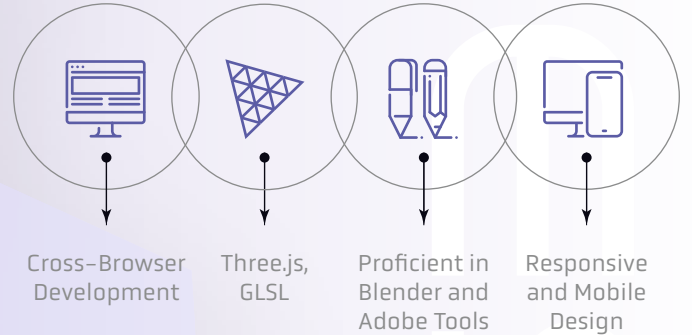 Cross–Browser
Development
Three.js,
GLSL
Proficient in
Blender and
Adobe Tools
Responsive
and Mobile
Design